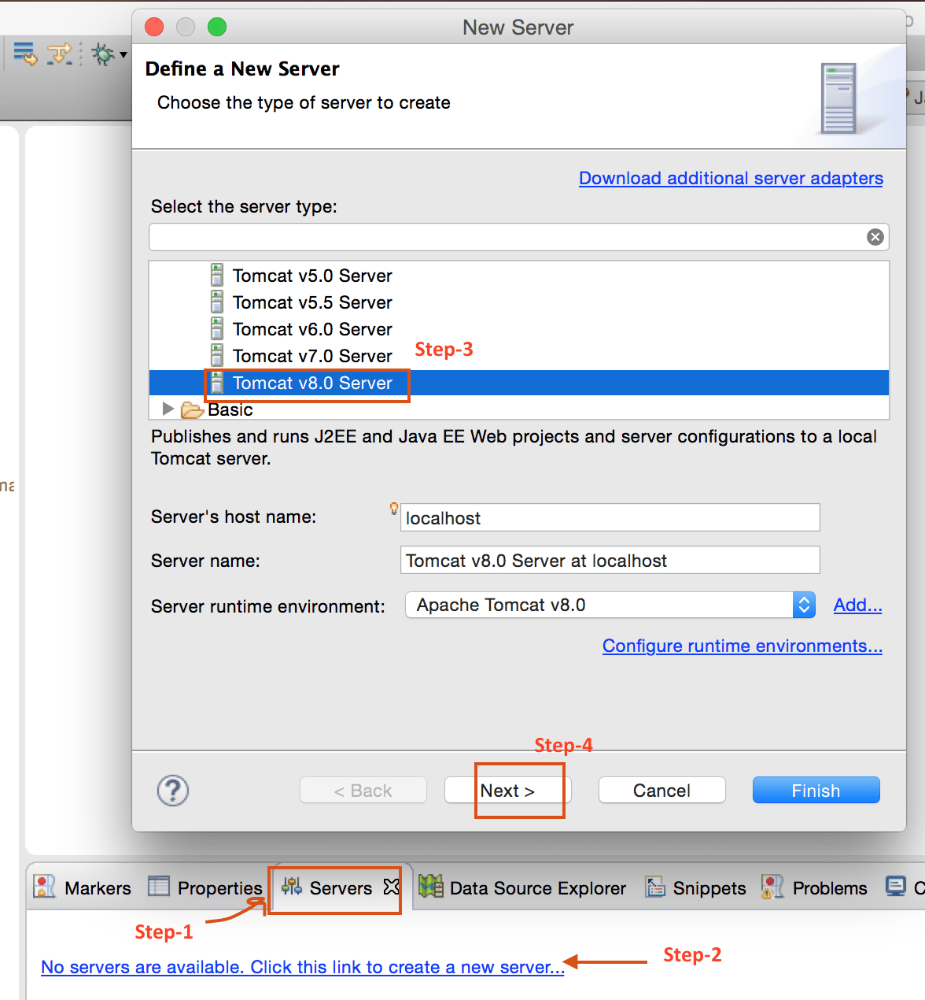 New Server
Define a New Server
Choose the type of server to create
Download additional server adapters
Select the server type:
Tomcat v5.0 Server
Tomcat v5.5 Server
Tomcat v6.0 Server
Tomcat v7.0 Server
Step-3
Tomcat v8.0 Server
Basic
Publishes and runs J2EE and Java EE Web projects and server configurations to a local
Tomcat server.
Server's host name:
localhost
Server name:
Tomcat v8.0 Server at localhost
Server runtime environment:
Apache Tomcat v8.0
Add...
Configure runtime environments...
Step-4
?
< Back
Next >
Cancel
Finish
Markers
Properties
Servers
Data Source Explorer
Snippets
Problems
Step-1
Step-2
No servers are available. Click this link to create a new server...